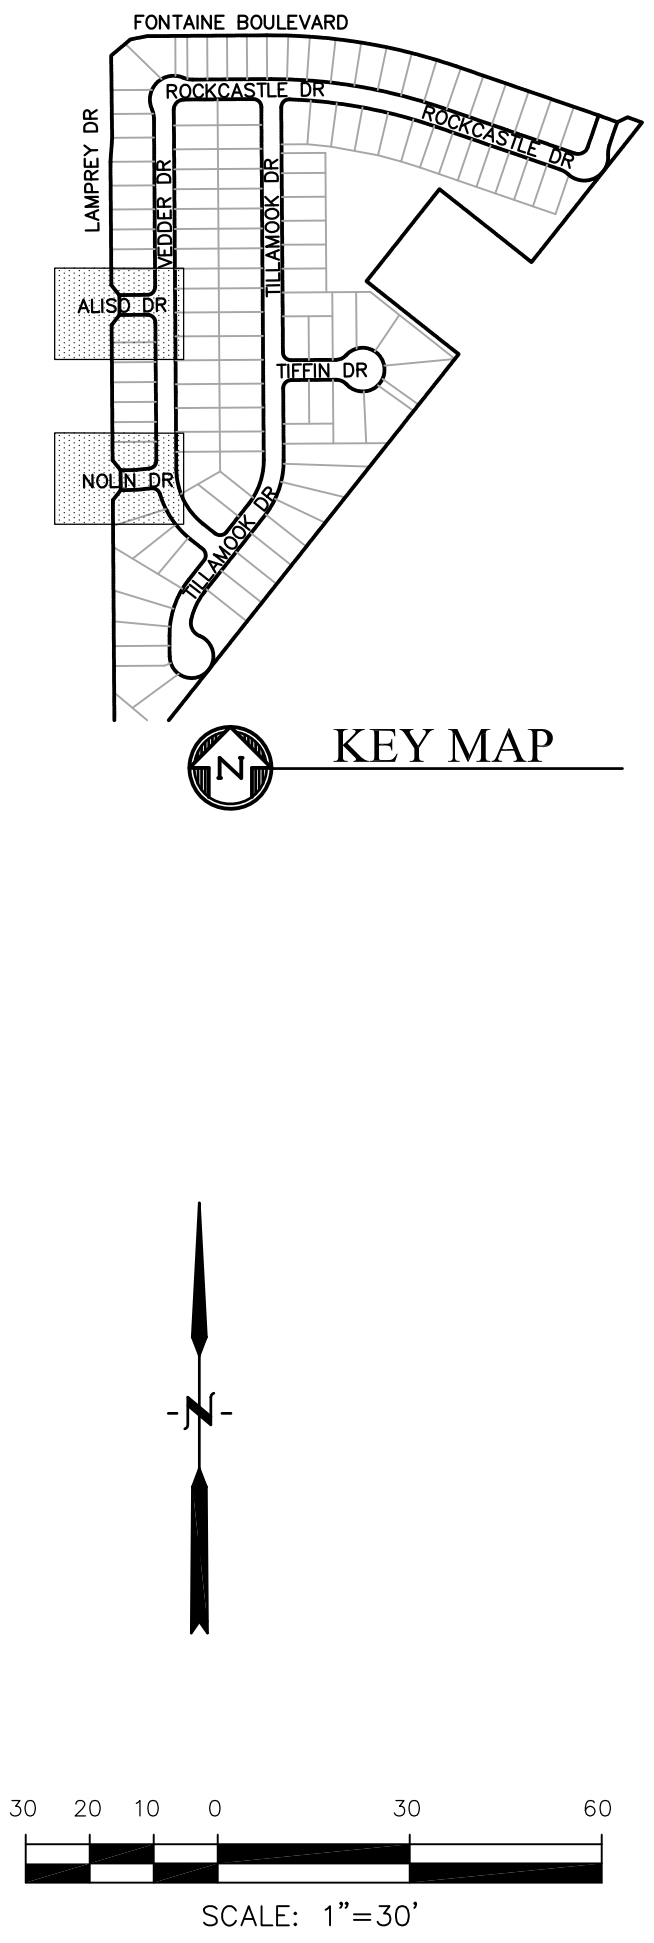 FONTAINE BOULEVARD
ROCKCASTLE DR
ROCKCASTLE DR
LAMPREY DR
VEDDER DR
TILLAMOOK DR
ALISO DR
TIFFIN DR
NOLIN DR
TILLAMOOK DR
N
KEY MAP
N
30 20 10 0 30 60
SCALE: 1"=30'